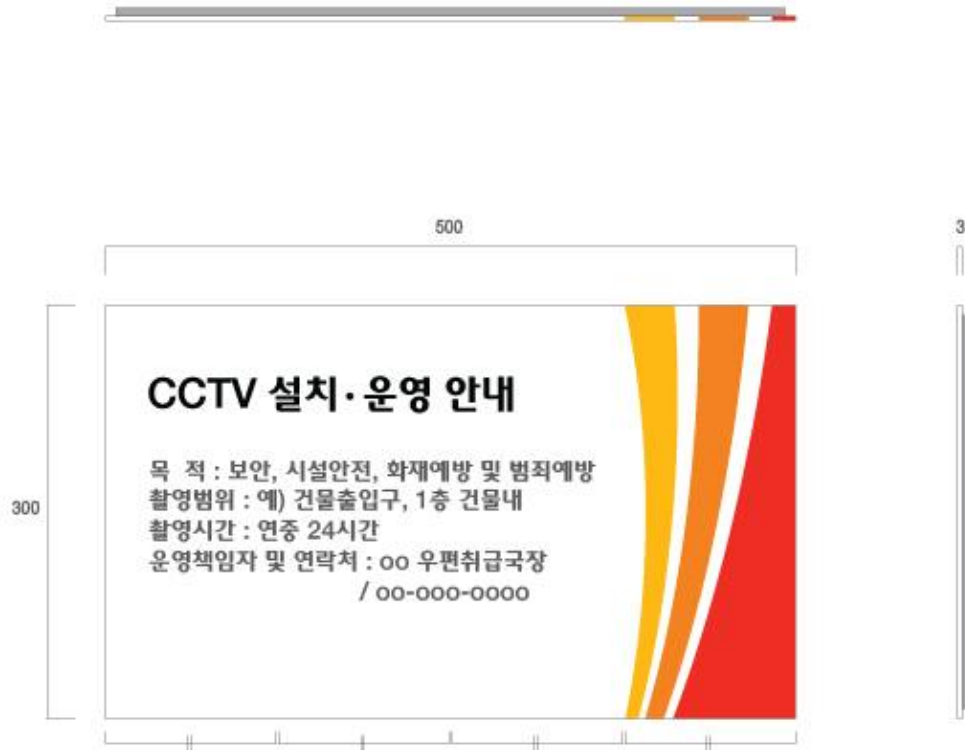 500
3
CCTV 설치·운영 안내
목 적 : 보안, 시설안전, 화재예방 및 범죄예방
촬영범위 : 예) 건물출입구, 1층 건물내
300
촬영시간 : 연중 24시간
운영책임자 및 연락처 : oo 우편취급국장
/ oo-ooo-oooo